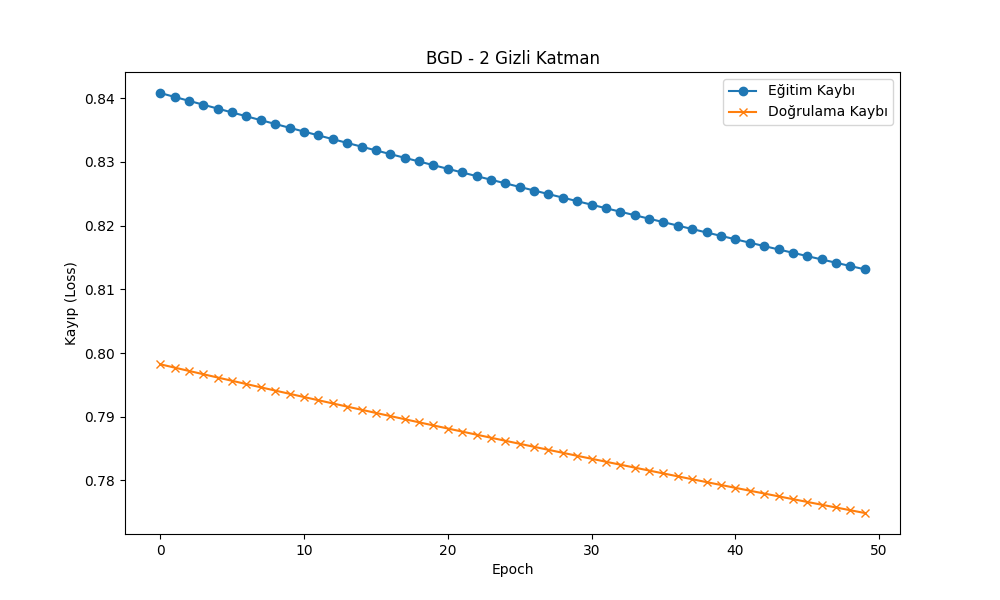 BGD - 2 Gizli Katman
Eğitim Kaybı
Doğrulama Kaybı
Kayıp (Loss)
0.84
0.83
0.82
0.81
0.80
0.79
0.78
0
10
20
30
40
50
Epoch